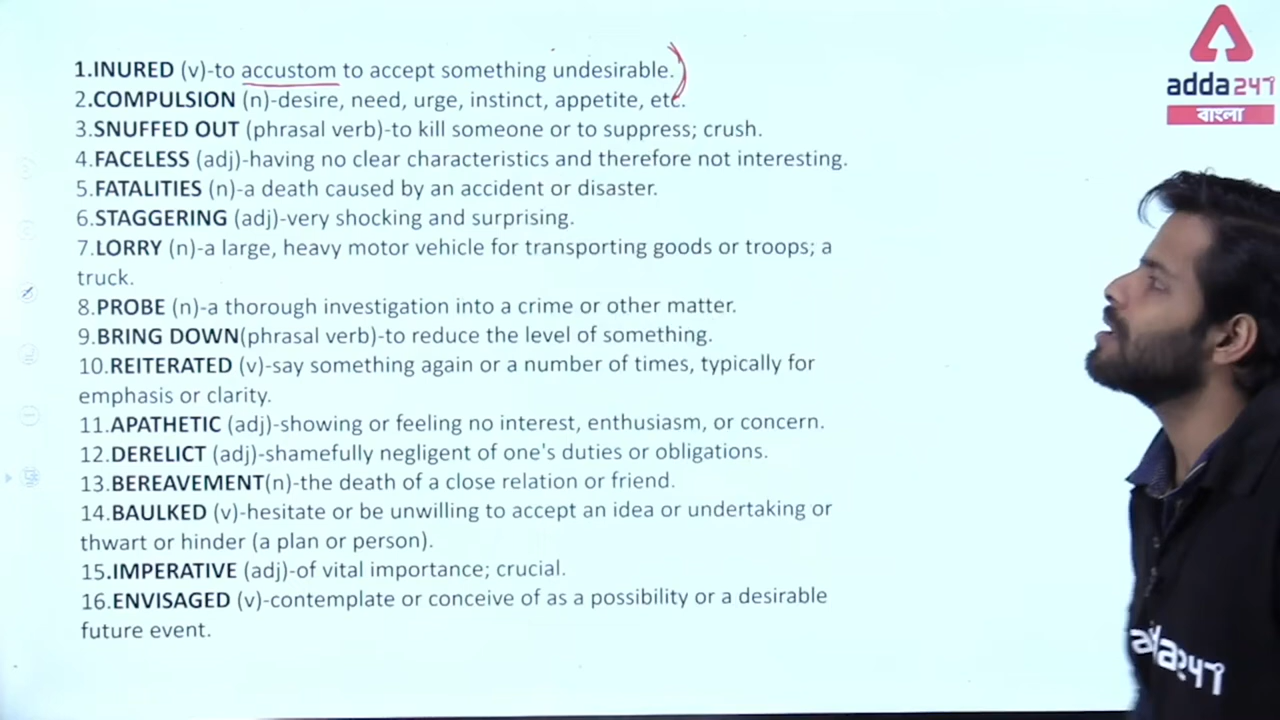 1.INURED (v)-to accustom to accept something undesirable.
2.COMPULSION (n)-desire, need, urge, instinct, appetite, etc.
3.SNUFFED OUT (phrasal verb)-to kill someone or to suppress; crush.
4.FACELESS (adj)-having no clear characteristics and therefore not interesting.
5.FATALITIES (n)-a death caused by an accident or disaster.
6.STAGGERING (adj)-very shocking and surprising.
7.LORRY (n)-a large, heavy motor vehicle for transporting goods or troops; a
truck.
8.PROBE (n)-a thorough investigation into a crime or other matter.
9.BRING DOWN(phrasal verb)-to reduce the level of something.
10.REITERATED (v)-say something again or a number of times, typically for
emphasis or clarity.
11.APATHETIC (adj)-showing or feeling no interest, enthusiasm, or concern.
12.DERELICT (adj)-shamefully negligent of one's duties or obligations.
13.BEREAVEMENT(n)-the death of a close relation or friend.
14.BAULKED (v)-hesitate or be unwilling to accept an idea or undertaking or
thwart or hinder (a plan or person).
15.IMPERATIVE (adj)-of vital importance; crucial.
16.ENVISAGED (v)-contemplate or conceive of as a possibility or a desirable
future event.
adda247
বাংলা
adda247